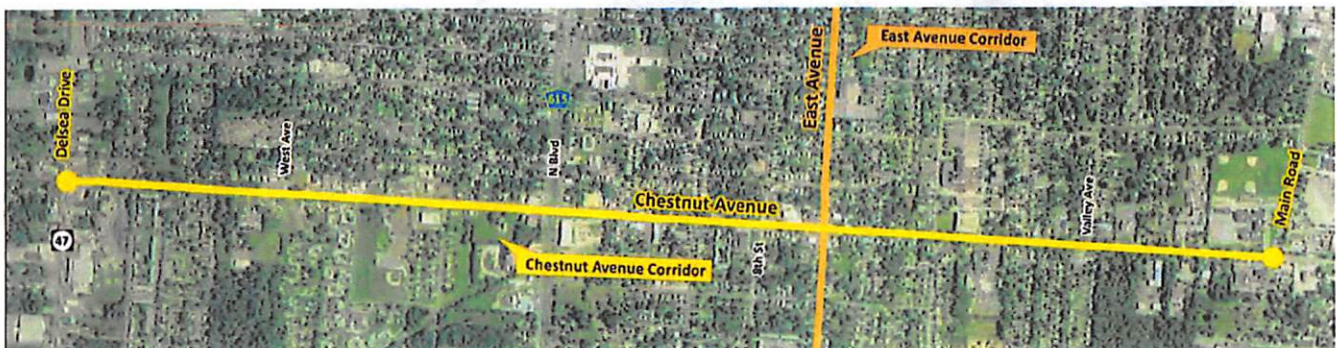 East Avenue Corridor
East Avenue
Delsea Drive
615
West Ave
N Blvd
Chestnut Avenue
Valley Ave
Main Road
47
8th St
Chestnut Avenue Corridor